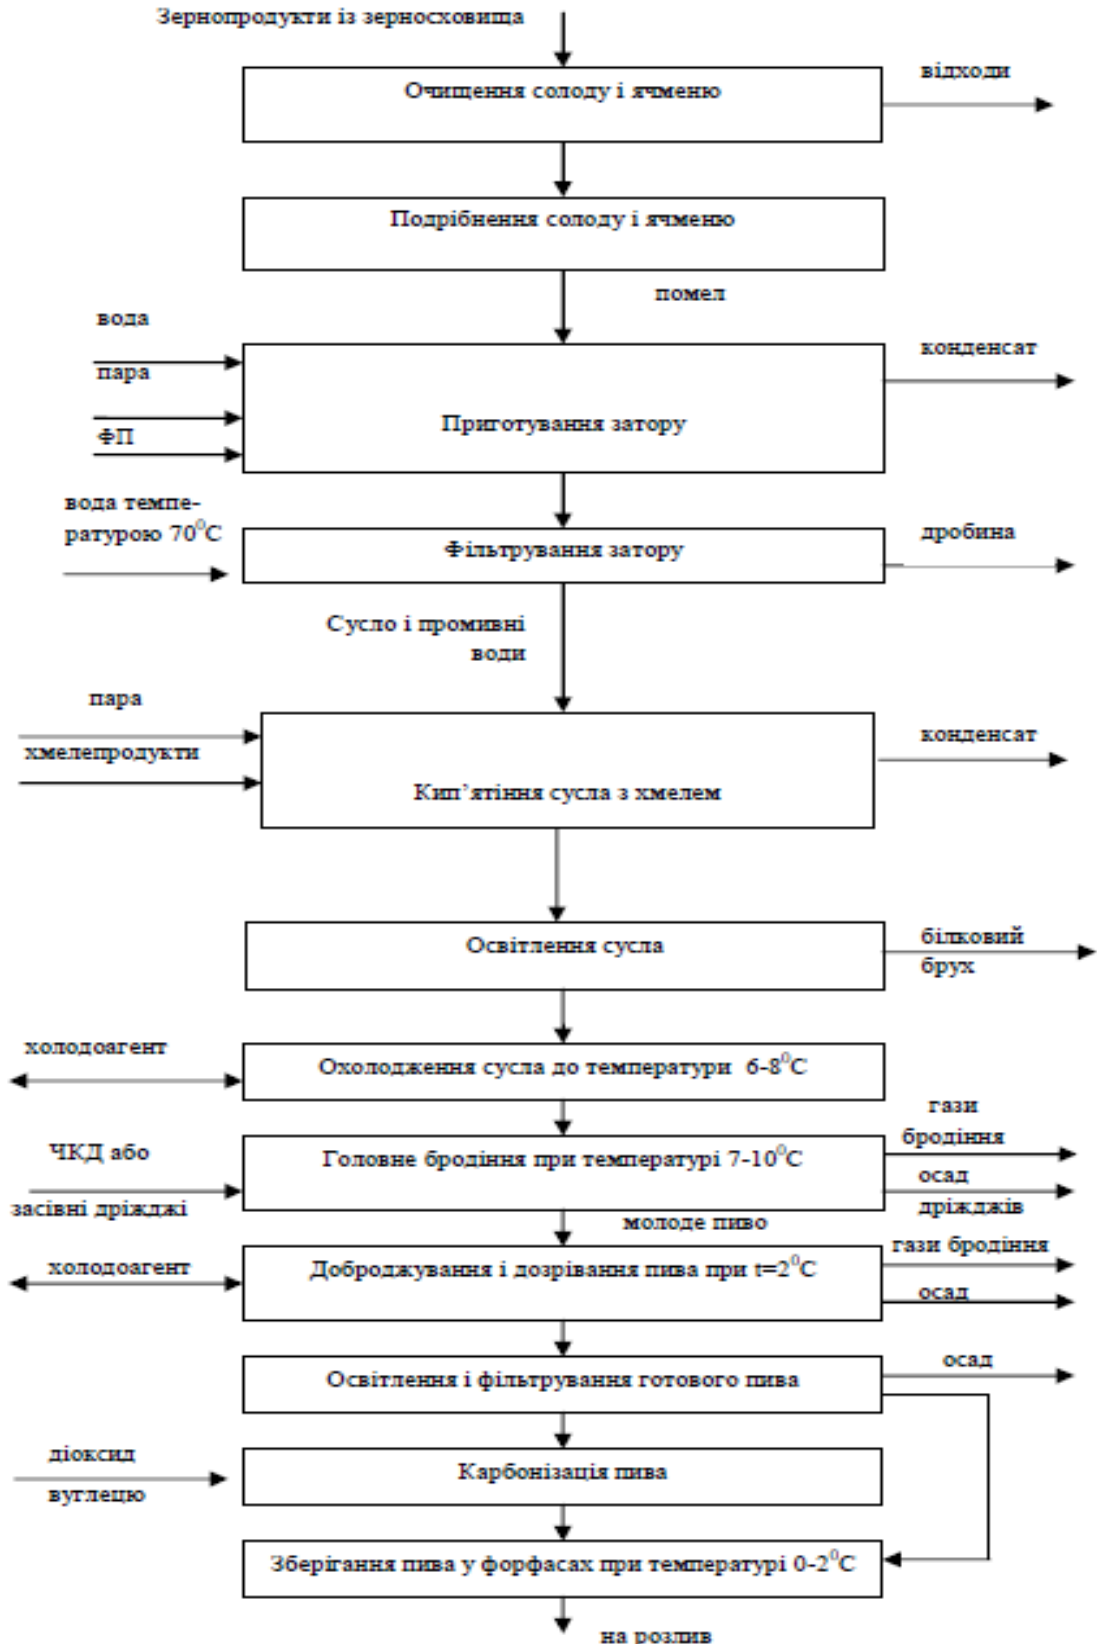 Зернопродукти із зерносховища
Очищення солоду і ячменю
відходи
Подрібнення солоду і ячменю
помел
вода
пара
ФП
конденсат
Приготування затору
вода темпе-
ратурою 70⁰С
Фільтрування затору
дробина
Сусло і промивні
води
пара
хмелепродукти
конденсат
Кип’ятіння сусла з хмелем
Освітлення сусла
білковий
брух
холодоагент
Охолодження сусла до температури 6-8⁰С
гази
бродіння
ЧКД або
засівні дріжджі
Головне бродіння при температурі 7-10⁰С
осад
дріжджів
молоде пиво
гази бродіння
холодоагент
Доброджування і дозрівання пива при t=2⁰С
осад
Освітлення і фільтрування готового пива
осад
діоксид
вуглецю
Карбонізація пива
Зберігання пива у форфасах при температурі 0-2⁰С
на розлив